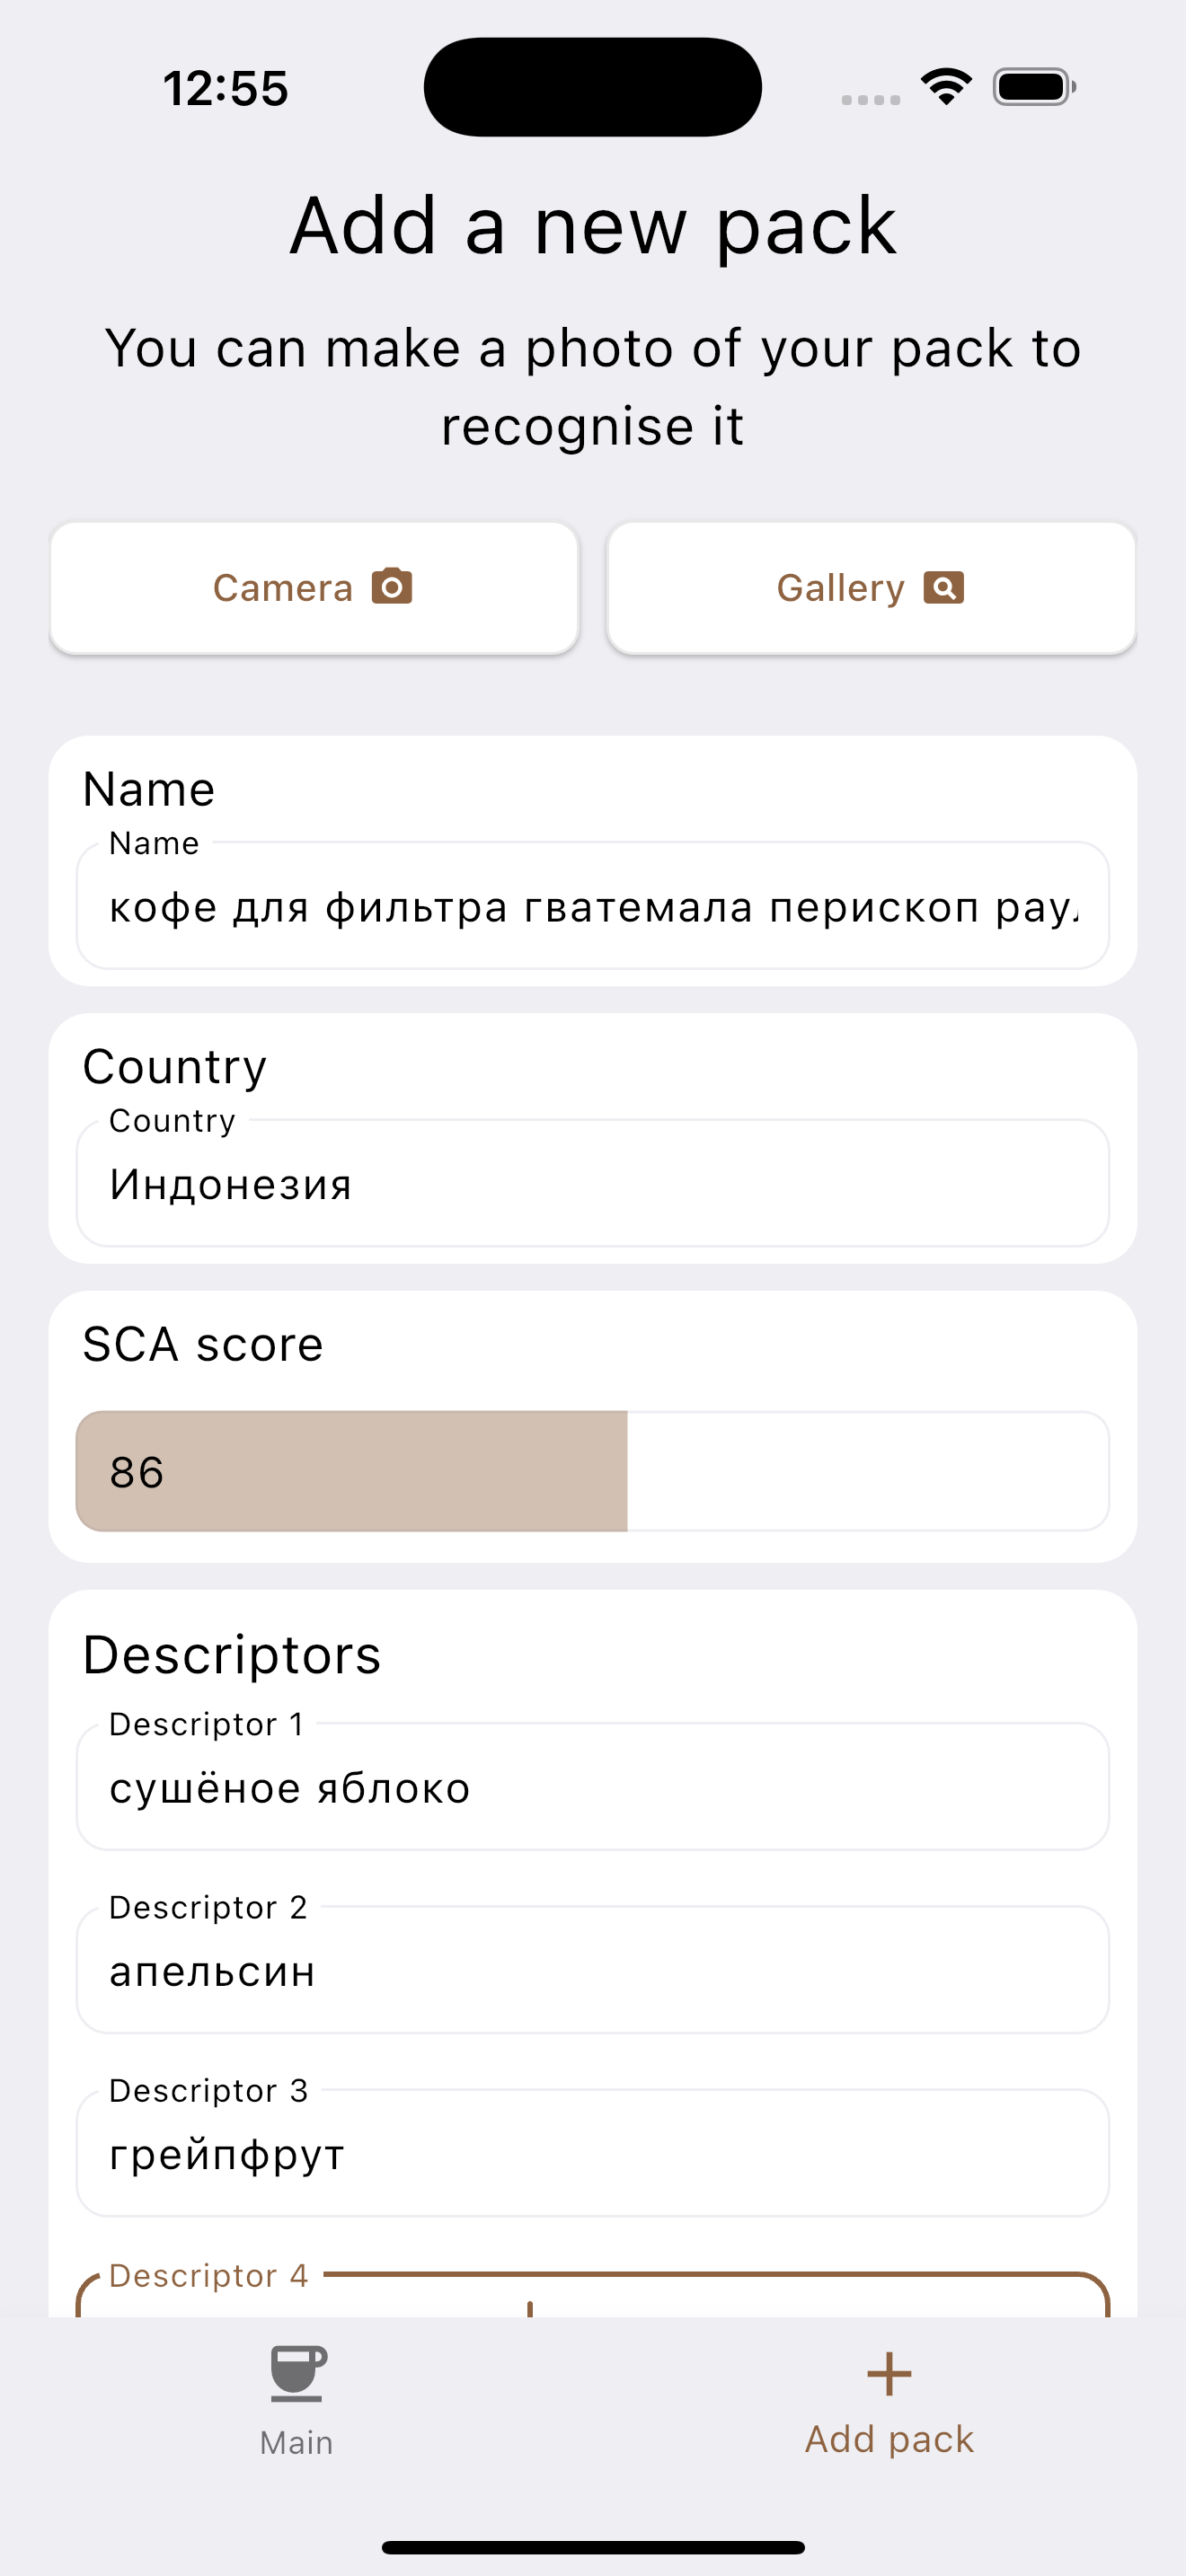 12:55
Add a new pack
You can make a photo of your pack to
recognise it
Camera
Gallery
Name
Name
кофе для фильтра гватемала перископ
Country
Country
Индонезия
SCA score
86
Descriptors
Descriptor 1
сушёное яблоко
Descriptor 2
апельсин
Descriptor 3
грейпфрут
Descriptor 4
Main
Add pack